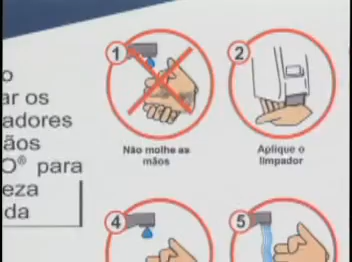 o
ar os
adores
ãos
O® para
eza
da
1
Não molhe as
mãos
2
Aplique o
limpador
4
5